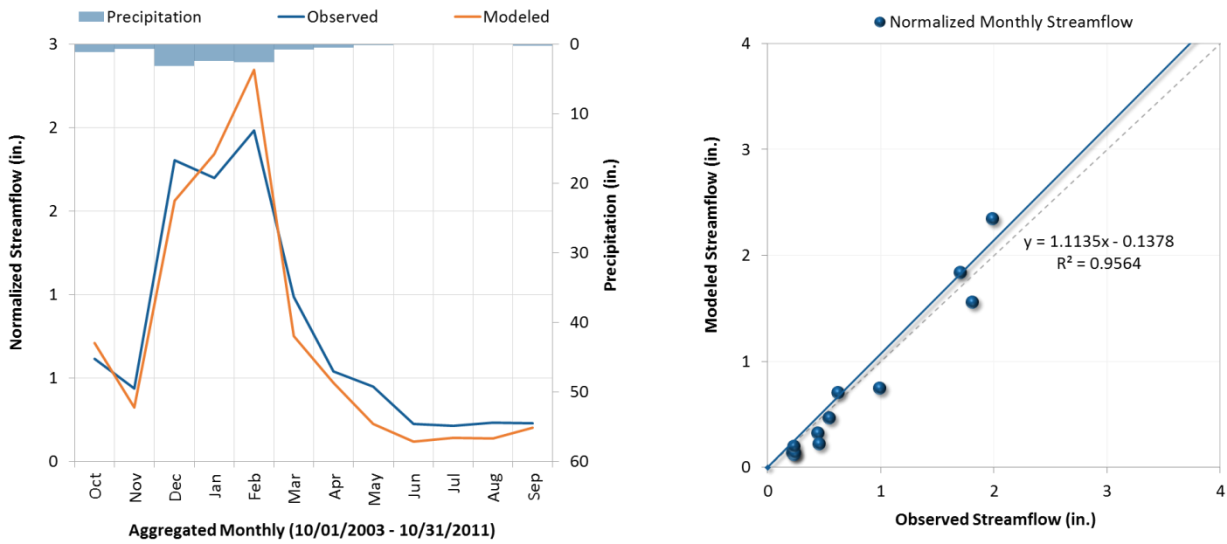 Precipitation Observed Modeled
3
2
2
1
1
0
Normalized Streamflow (in.)
0
10
20
30
40
50
60
Precipitation (in.)
Oct Nov Dec Jan Feb Mar Apr May Jun Jul Aug Sep
Aggregated Monthly (10/01/2003 - 10/31/2011)
Normalized Monthly Streamflow
4
3
2
1
0
Modeled Streamflow (in.)
y = 1.1135x - 0.1378
R² = 0.9564
0 1 2 3 4
Observed Streamflow (in.)